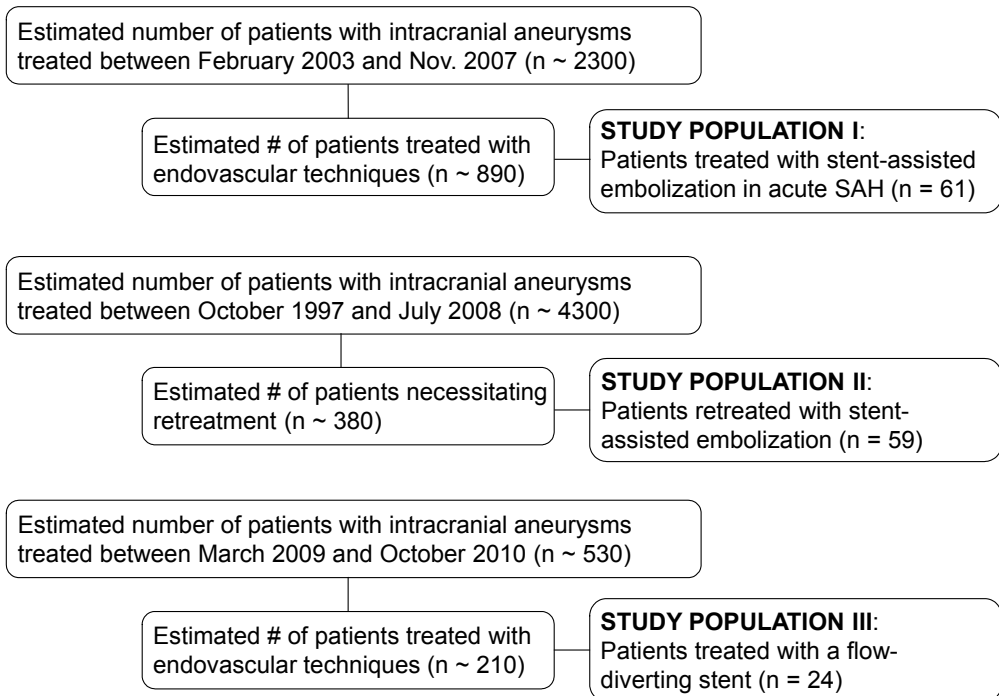 Estimated number of patients with intracranial aneurysms
treated between February 2003 and Nov. 2007 (n ~ 2300)
Estimated # of patients treated with
endovascular techniques (n ~ 890)
STUDY POPULATION I:
Patients treated with stent-assisted
embolization in acute SAH (n = 61)
Estimated number of patients with intracranial aneurysms
treated between October 1997 and July 2008 (n ~ 4300)
Estimated # of patients necessitating
retreatment (n ~ 380)
STUDY POPULATION II:
Patients retreated with stent-
assisted embolization (n = 59)
Estimated number of patients with intracranial aneurysms
treated between March 2009 and October 2010 (n ~ 530)
Estimated # of patients treated with
endovascular techniques (n ~ 210)
STUDY POPULATION III:
Patients treated with a flow-
diverting stent (n = 24)